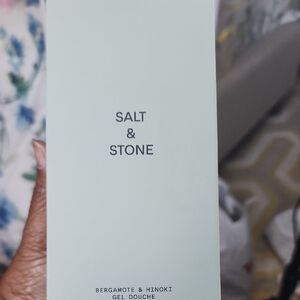 SALT
&
STONE
BERGAMOTE & HINOKI
GEL DOUCHE